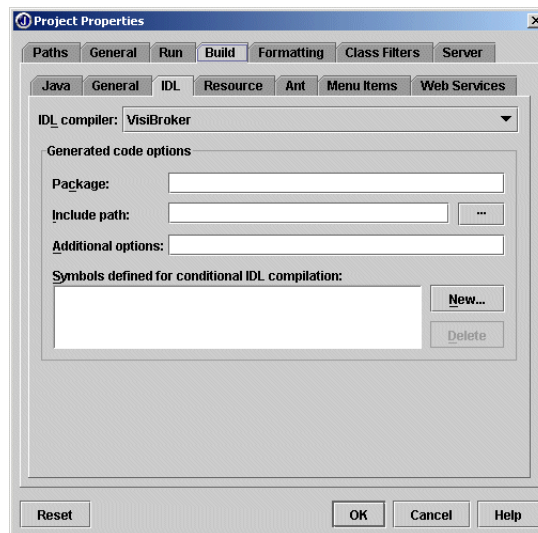 Project Properties
Paths General Run Build Formatting Class Filters Server
Java General IDL Resource Ant Menu Items Web Services
IDL compiler: VisiBroker
Generated code options
Package:
Include path: ...
Additional options:
Symbols defined for conditional IDL compilation:
New...
Delete
Reset OK Cancel Help